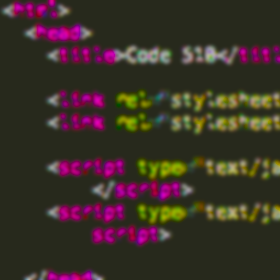 <html>
<head>
<title>Code S10</title
<link rel="stylesheet
<link rel="stylesheet
<script type="text/ja
</script>
<script type="text/ja
script>
</head>